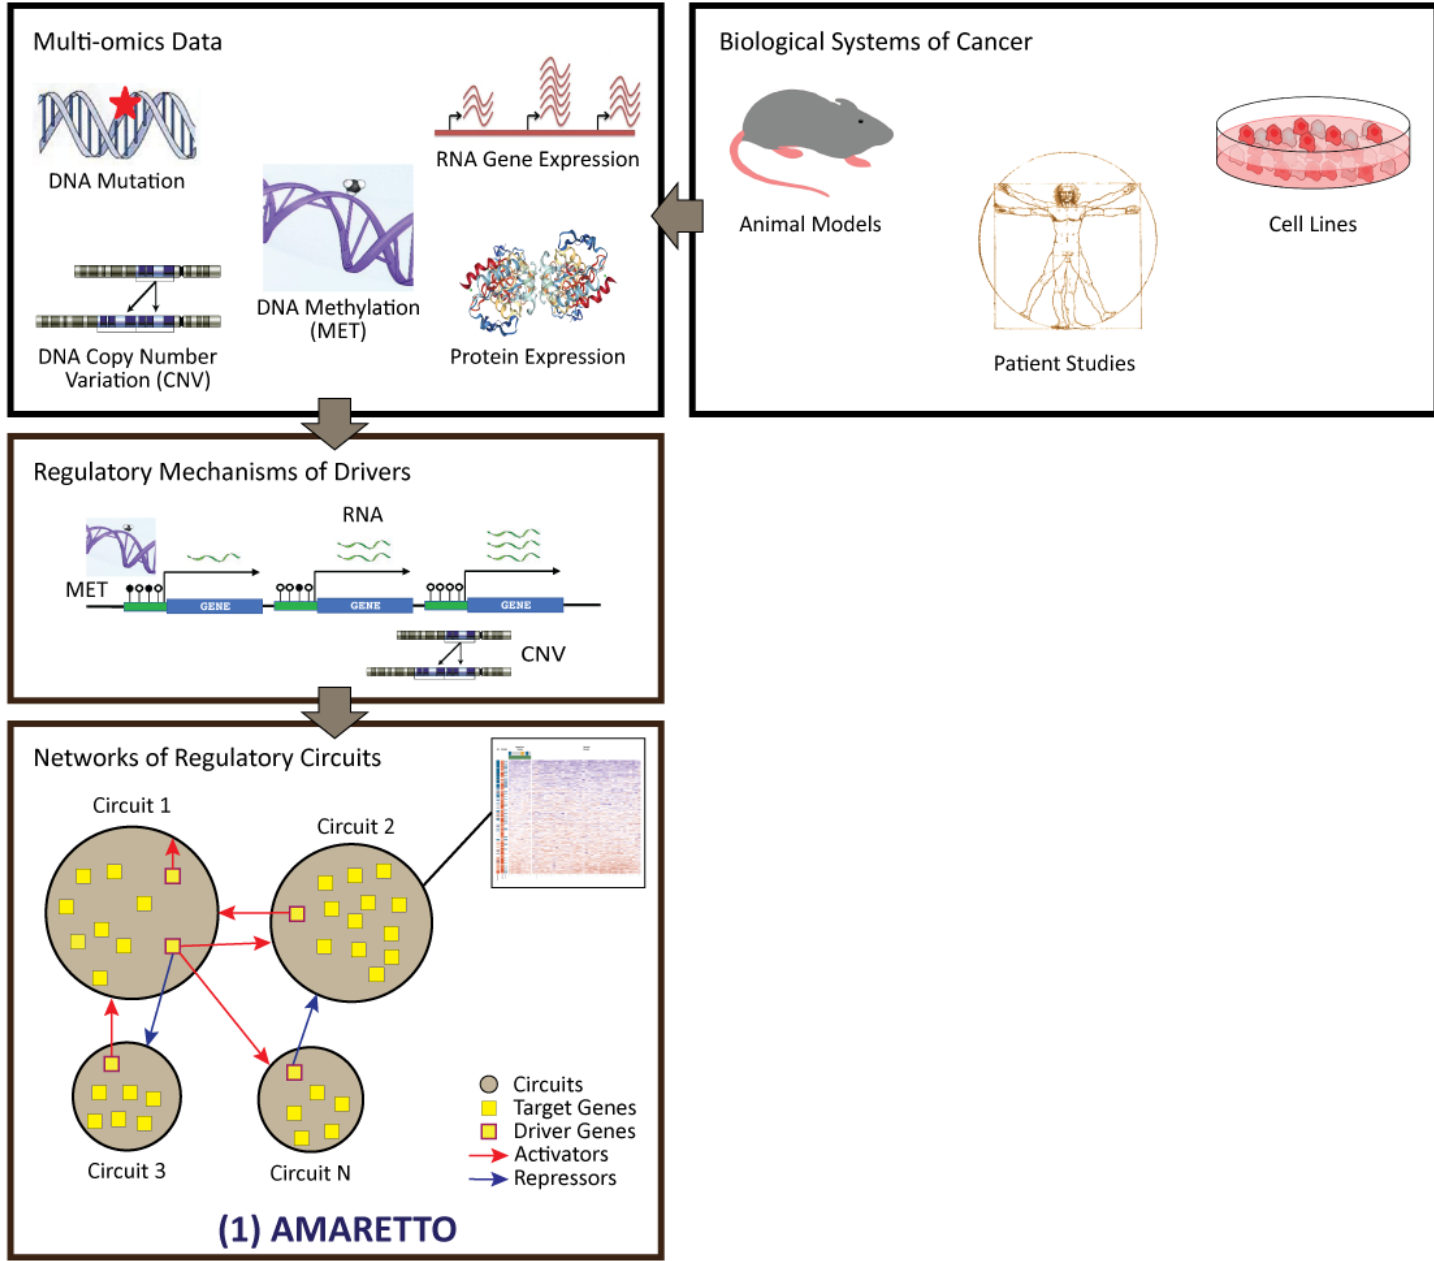 Multi-omics Data
DNA Mutation
RNA Gene Expression
DNA Methylation
(MET)
DNA Copy Number
Variation (CNV)
Protein Expression
Biological Systems of Cancer
Animal Models
Patient Studies
Cell Lines
Regulatory Mechanisms of Drivers
RNA
MET
GENE
GENE
GENE
CNV
Networks of Regulatory Circuits
Circuit 1
Circuit 2
Circuit 3
Circuit N
Circuits
Target Genes
Driver Genes
Activators
Repressors
(1) AMARETTO